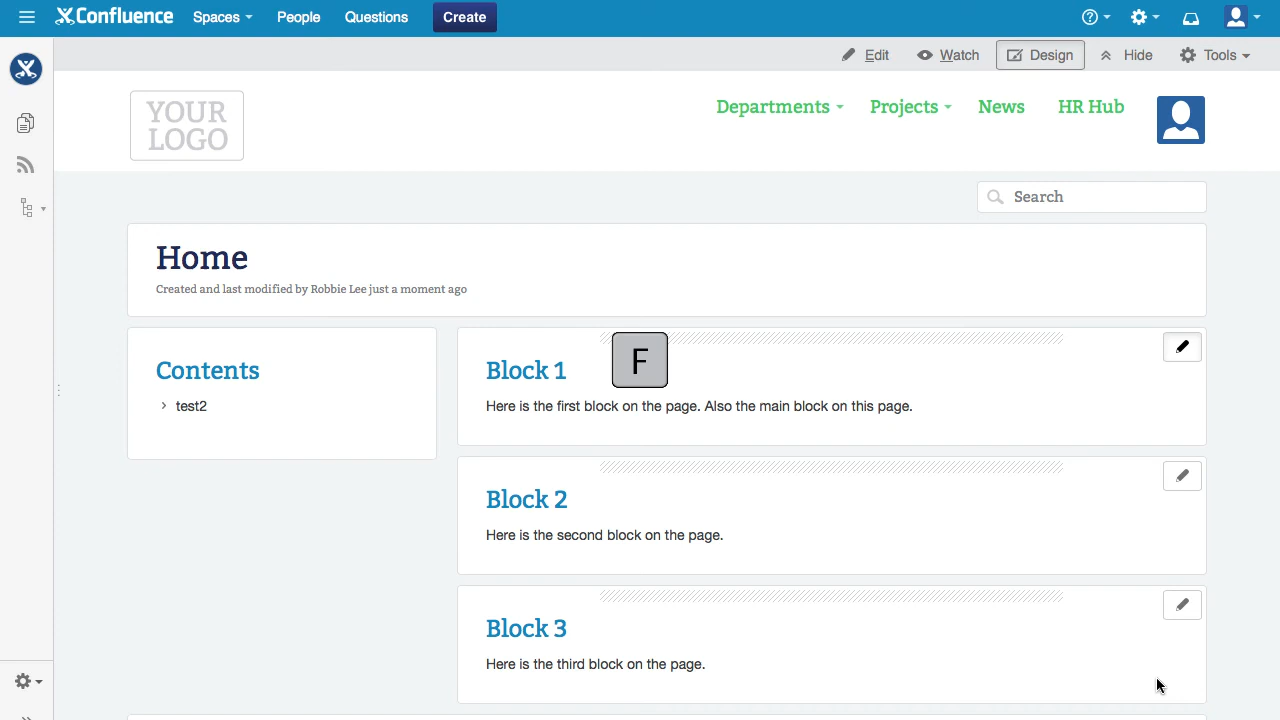 Confluence Spaces People Questions Create
Edit Watch Design Hide Tools
YOUR
LOGO
Departments Projects News HR Hub
Search
Home
Created and last modified by Robbie Lee just a moment ago
Contents
test2
Block 1
F
Here is the first block on the page. Also the main block on this page.
Block 2
Here is the second block on the page.
Block 3
Here is the third block on the page.